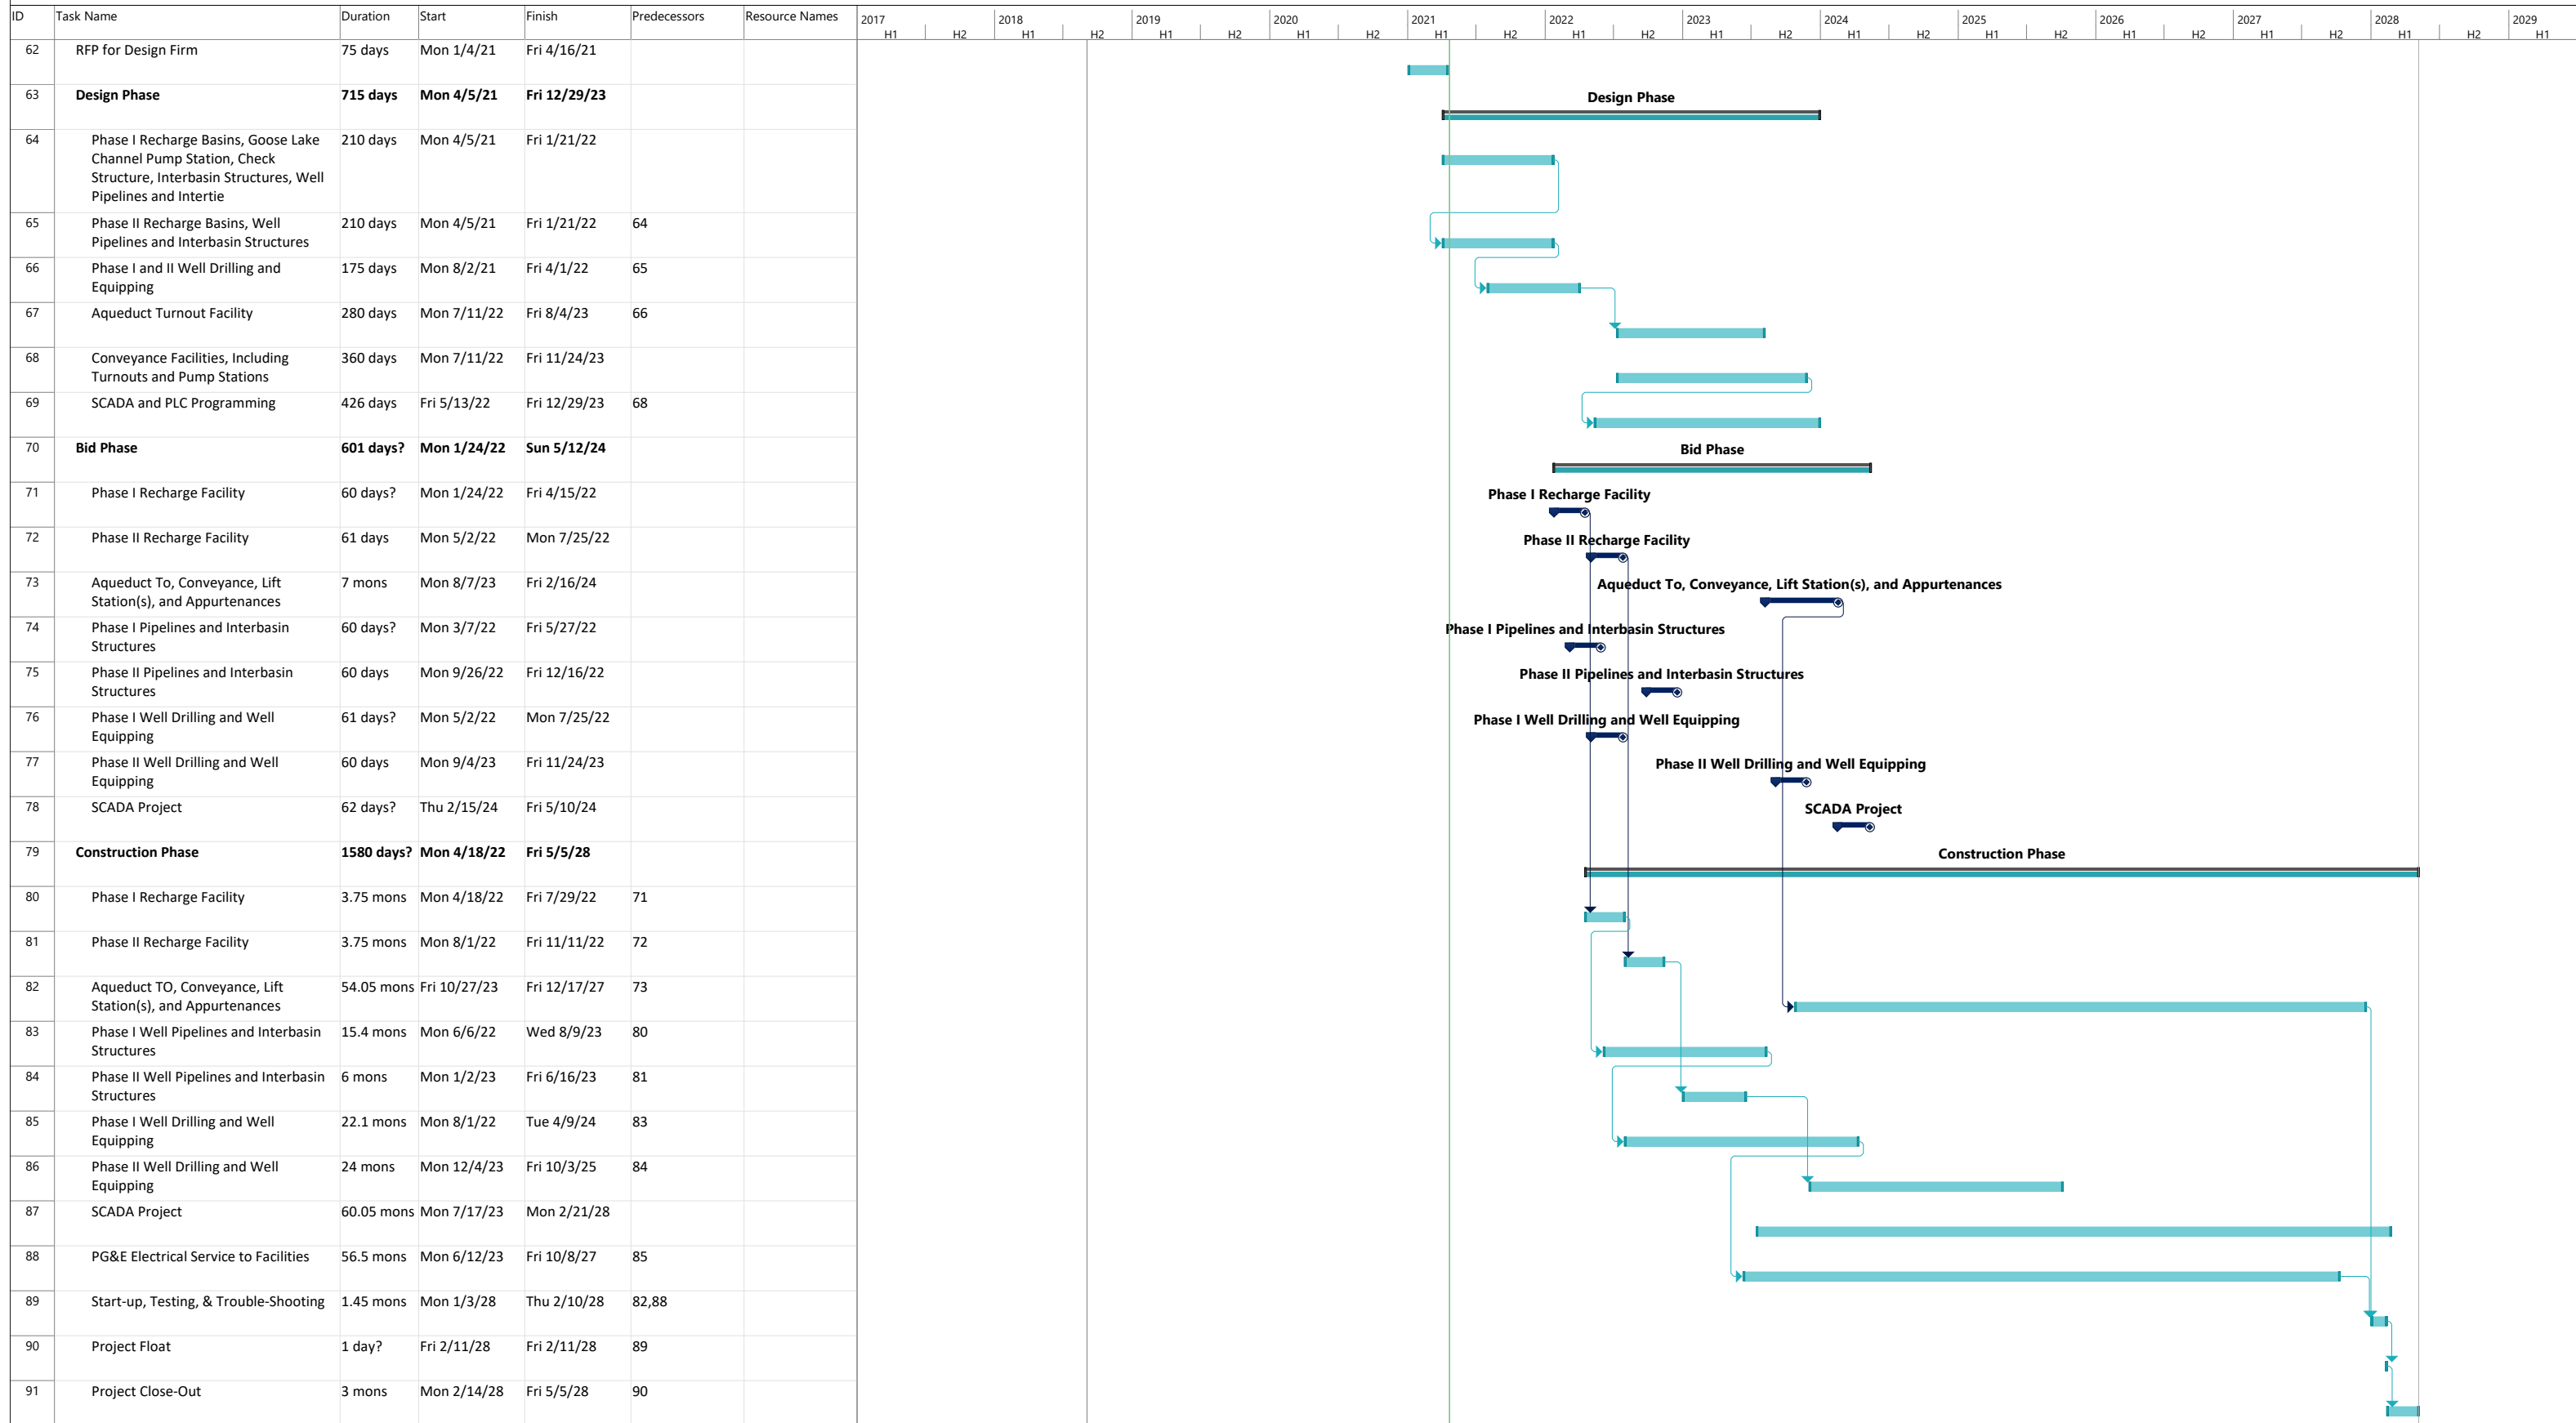 ID Task Name Duration Start Finish Predecessors Resource Names
2017 2018 2019 2020 2021 2022 2023 2024 2025 2026 2027 2028 2029
H1 H2 H1 H2 H1 H2 H1 H2 H1 H2 H1 H2 H1 H2 H1 H2 H1 H2 H1 H2 H1 H2 H1 H2 H1
62 RFP for Design Firm 75 days Mon 1/4/21 Fri 4/16/21
63 Design Phase 715 days Mon 4/5/21 Fri 12/29/23
Design Phase
64 Phase I Recharge Basins, Goose Lake 210 days Mon 4/5/21 Fri 1/21/22
Channel Pump Station, Check
Structure, Interbasin Structures, Well
Pipelines and Intertie
65 Phase II Recharge Basins, Well 210 days Mon 4/5/21 Fri 1/21/22 64
Pipelines and Interbasin Structures
66 Phase I and II Well Drilling and 175 days Mon 8/2/21 Fri 4/1/22 65
Equipping
67 Aqueduct Turnout Facility 280 days Mon 7/11/22 Fri 8/4/23 66
68 Conveyance Facilities, Including 360 days Mon 7/11/22 Fri 11/24/23
Turnouts and Pump Stations
69 SCADA and PLC Programming 426 days Fri 5/13/22 Fri 12/29/23 68
70 Bid Phase 601 days? Mon 1/24/22 Sun 5/12/24
Bid Phase
71 Phase I Recharge Facility 60 days? Mon 1/24/22 Fri 4/15/22
Phase I Recharge Facility
72 Phase II Recharge Facility 61 days Mon 5/2/22 Mon 7/25/22
Phase II Recharge Facility
73 Aqueduct To, Conveyance, Lift 7 mons Mon 8/7/23 Fri 2/16/24
Station(s), and Appurtenances
Aqueduct To, Conveyance, Lift Station(s), and Appurtenances
74 Phase I Pipelines and Interbasin 60 days? Mon 3/7/22 Fri 5/27/22
Structures
Phase I Pipelines and Interbasin Structures
75 Phase II Pipelines and Interbasin 60 days Mon 9/26/22 Fri 12/16/22
Structures
Phase II Pipelines and Interbasin Structures
76 Phase I Well Drilling and Well 61 days? Mon 5/2/22 Mon 7/25/22
Equipping
Phase I Well Drilling and Well Equipping
77 Phase II Well Drilling and Well 60 days Mon 9/4/23 Fri 11/24/23
Equipping
Phase II Well Drilling and Well Equipping
78 SCADA Project 62 days? Thu 2/15/24 Fri 5/10/24
SCADA Project
79 Construction Phase 1580 days? Mon 4/18/22 Fri 5/5/28
Construction Phase
80 Phase I Recharge Facility 3.75 mons Mon 4/18/22 Fri 7/29/22 71
81 Phase II Recharge Facility 3.75 mons Mon 8/1/22 Fri 11/11/22 72
82 Aqueduct TO, Conveyance, Lift 54.05 mons Fri 10/27/23 Fri 12/17/27 73
Station(s), and Appurtenances
83 Phase I Well Pipelines and Interbasin 15.4 mons Mon 6/6/22 Wed 8/9/23 80
Structures
84 Phase II Well Pipelines and Interbasin 6 mons Mon 1/2/23 Fri 6/16/23 81
Structures
85 Phase I Well Drilling and Well 22.1 mons Mon 8/1/22 Tue 4/9/24 83
Equipping
86 Phase II Well Drilling and Well 24 mons Mon 12/4/23 Fri 10/3/25 84
Equipping
87 SCADA Project 60.05 mons Mon 7/17/23 Mon 2/21/28
88 PG&E Electrical Service to Facilities 56.5 mons Mon 6/12/23 Fri 10/8/27 85
89 Start-up, Testing, & Trouble-Shooting 1.45 mons Mon 1/3/28 Thu 2/10/28 82,88
90 Project Float 1 day? Fri 2/11/28 Fri 2/11/28 89
91 Project Close-Out 3 mons Mon 2/14/28 Fri 5/5/28 90